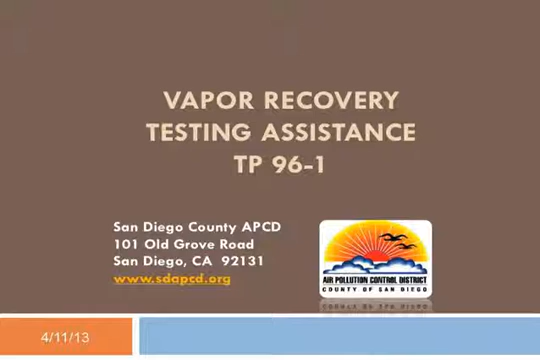 VAPOR RECOVERY
TESTING ASSISTANCE
TP 96-1
San Diego County APCD
101 Old Grove Road
San Diego, CA 92131
www.sdapcd.org
AIR POLLUTION CONTROL DISTRICT
COUNTY OF SAN DIEGO
4/11/13